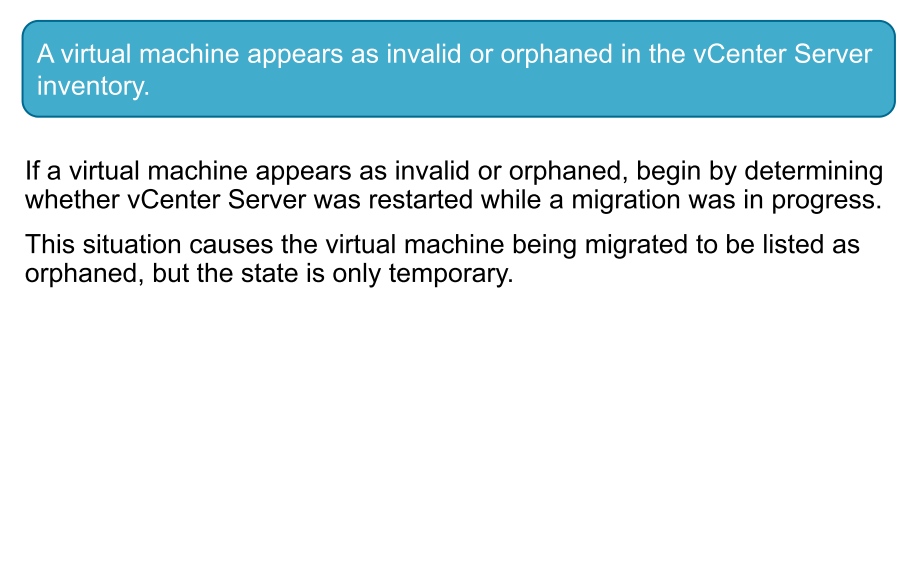 A virtual machine appears as invalid or orphaned in the vCenter Server
inventory.
If a virtual machine appears as invalid or orphaned, begin by determining
whether vCenter Server was restarted while a migration was in progress.
This situation causes the virtual machine being migrated to be listed as
orphaned, but the state is only temporary.